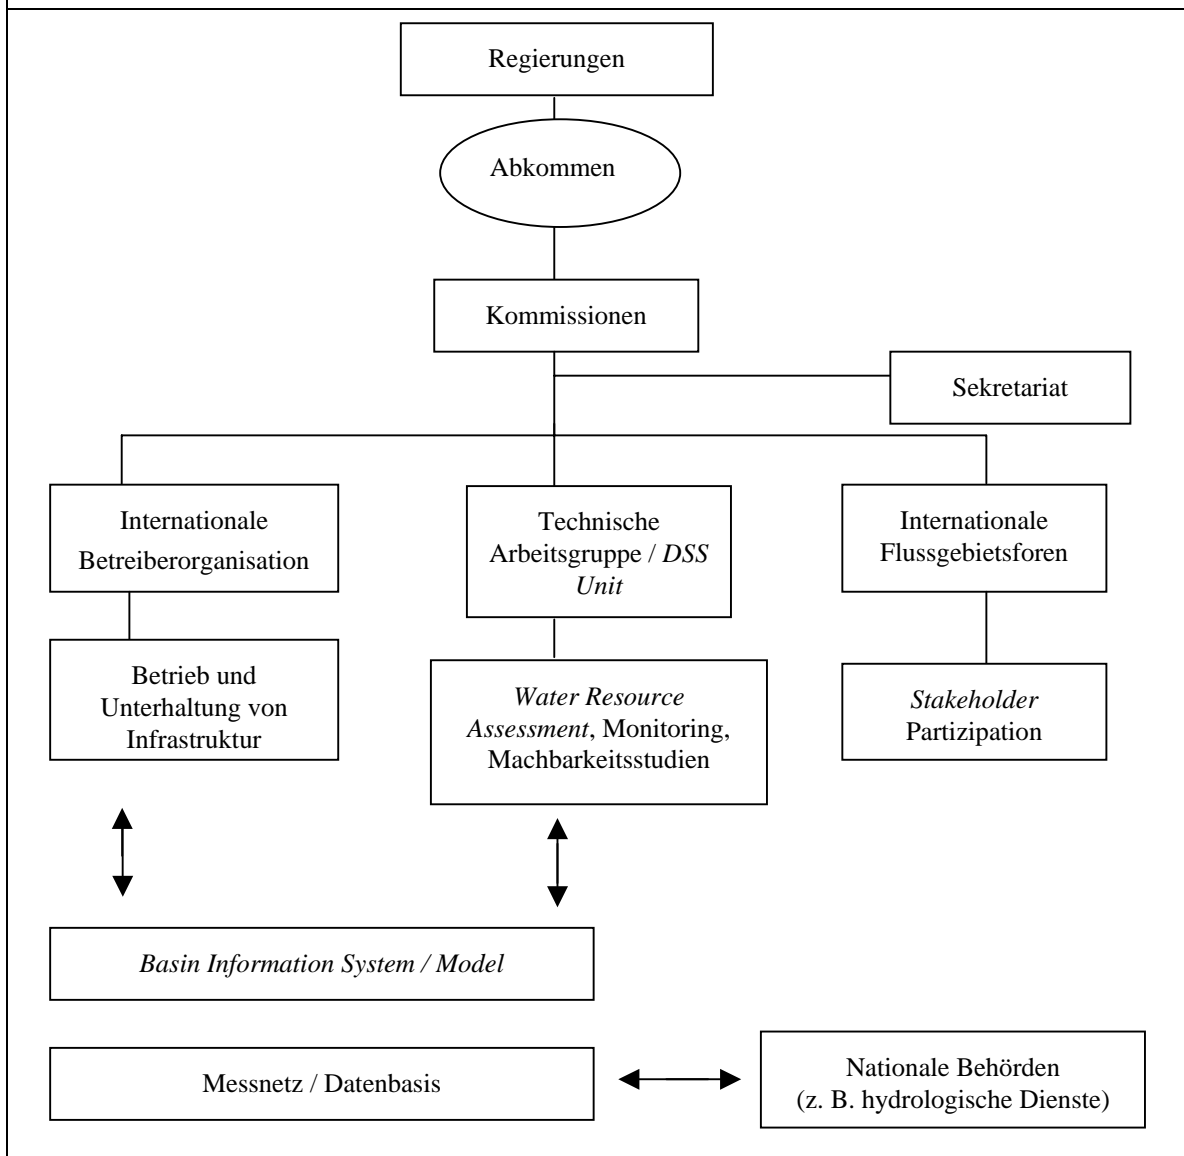 Regierungen
Abkommen
Kommissionen
Sekretariat
Internationale
Betreiberorganisation
Technische
Arbeitsgruppe / DSS
Unit
Internationale
Flussgebietsforen
Betrieb und
Unterhaltung von
Infrastruktur
Water Resource
Assessment, Monitoring,
Machbarkeitsstudien
Stakeholder
Partizipation
Basin Information System / Model
Messnetz / Datenbasis
Nationale Behörden
(z. B. hydrologische Dienste)